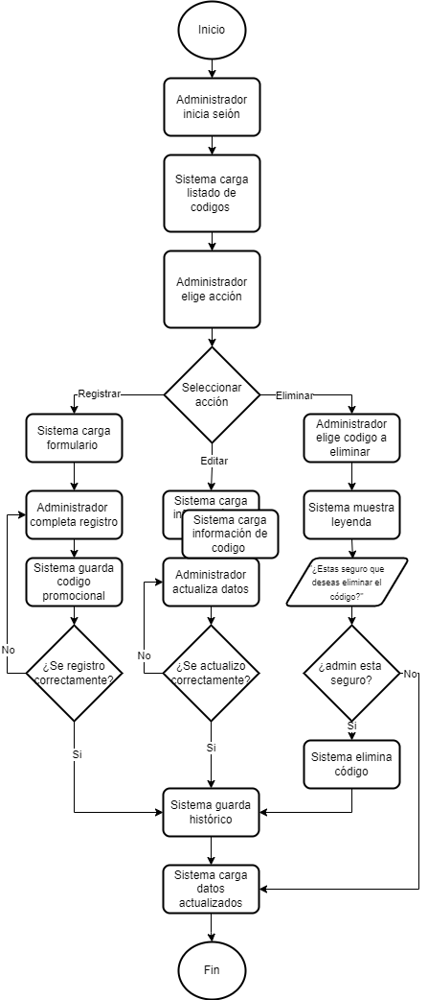 Inicio
Administrador
inicia seión
Sistema carga
listado de
codigos
Administrador
elige acción
Seleccionar
acción
Registrar
Editar
Eliminar
Sistema carga
formulario
Administrador
completa registro
Sistema guarda
codigo
promocional
¿Se registro
correctamente?
No
Si
Sistema carga
Sistema carga
información de
codigo
Administrador
actualiza datos
¿Se actualizo
correctamente?
No
Si
Administrador
elige codigo a
eliminar
Sistema muestra
leyenda
"¿Estas seguro que
deseas eliminar el
código?"
¿admin esta
seguro?
No
Si
Sistema elimina
código
Sistema guarda
histórico
Sistema carga
datos
actualizados
Fin